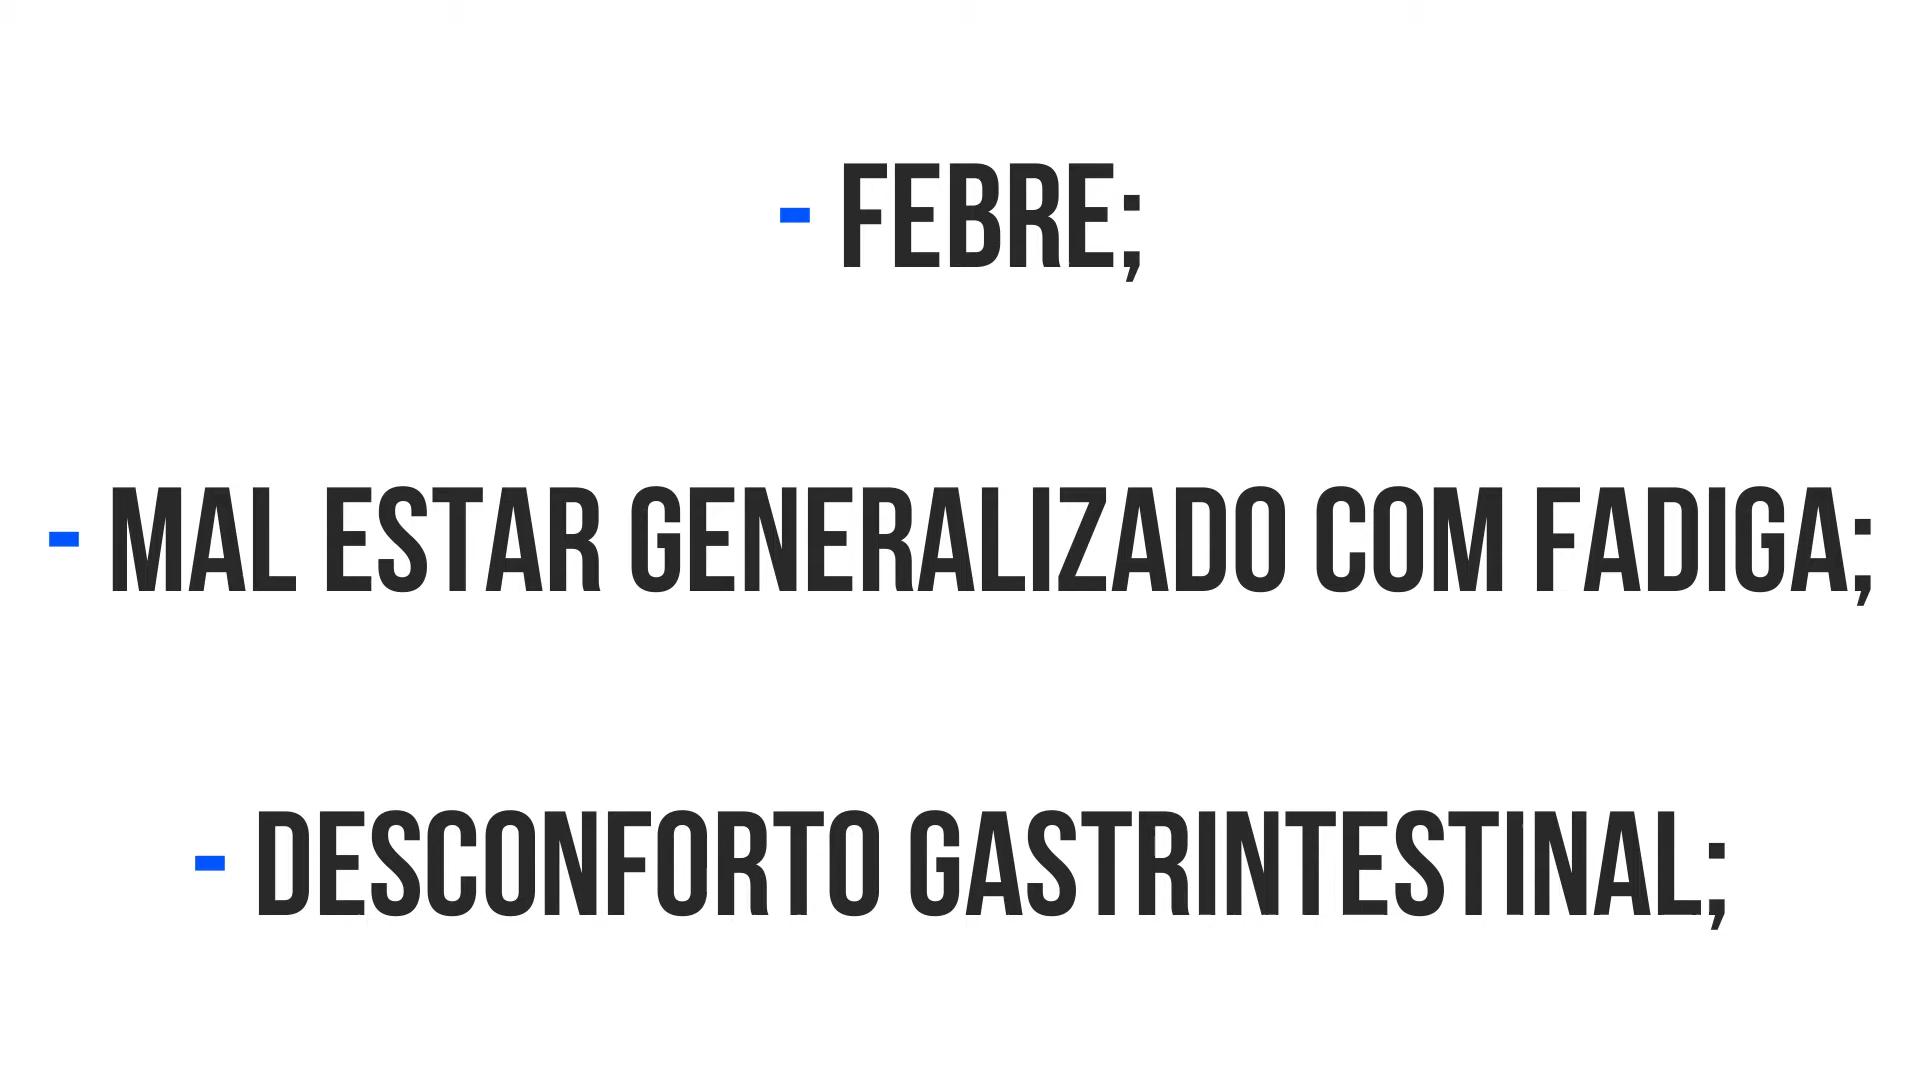 - FEBRE;
- MAL ESTAR GENERALIZADO COM FADIGA;
- DESCONFORTO GASTRINTESTINAL;